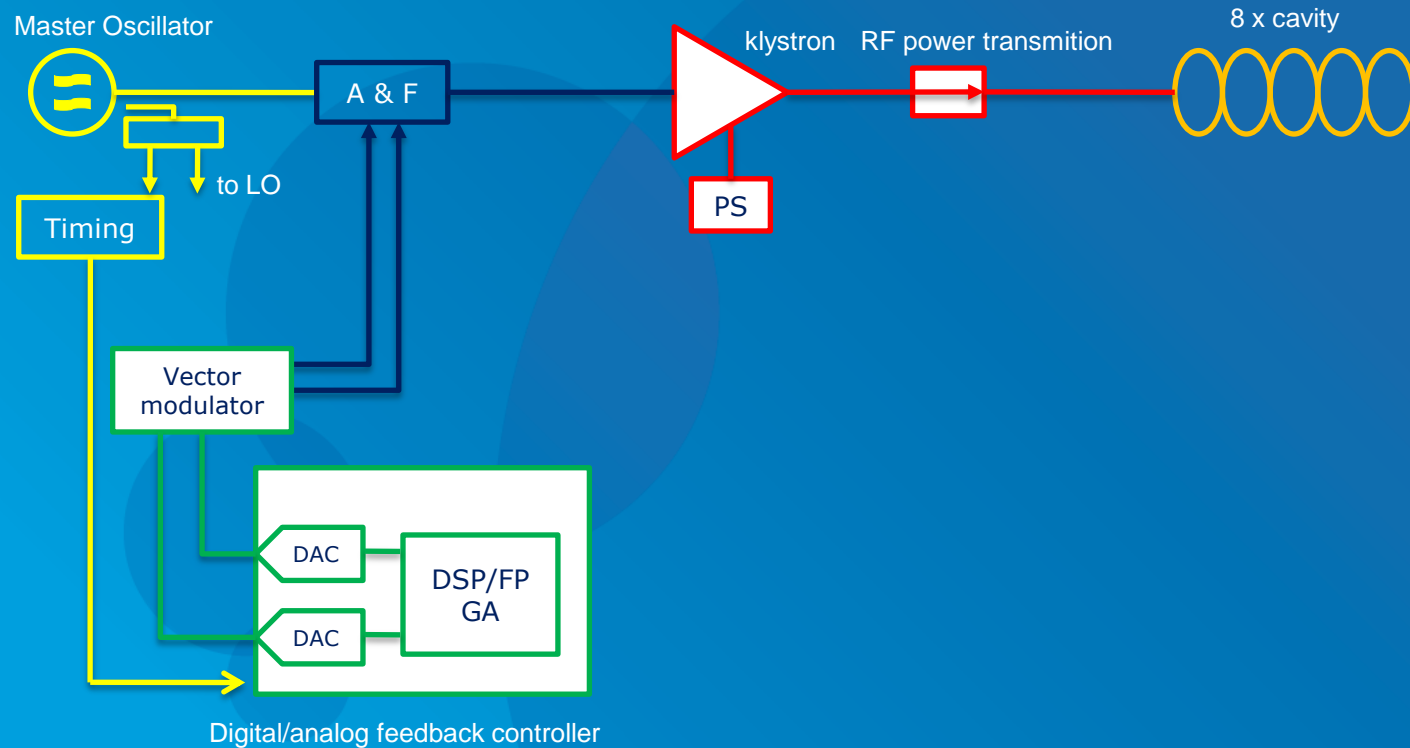 Master Oscillator
A & F
klystron
RF power transmition
8 x cavity
to LO
Timing
PS
Vector
modulator
DAC
DSP/FP
GA
DAC
Digital/analog feedback controller